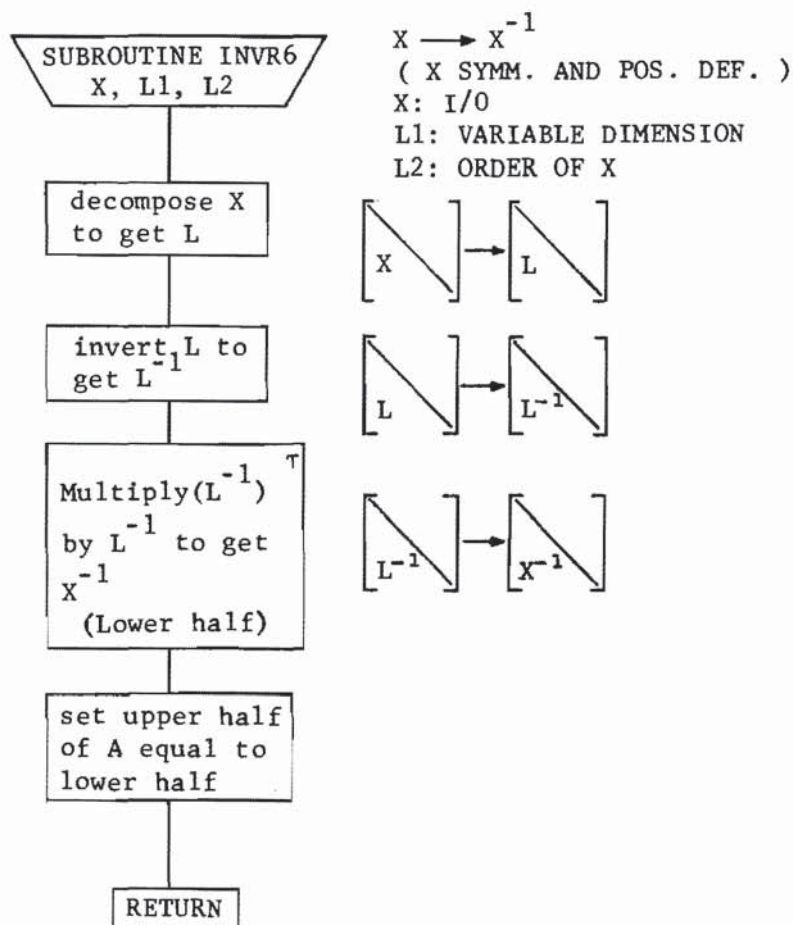 SUBROUTINE INVR6
X, L1, L2
X → X⁻¹
( X SYMM. AND POS. DEF. )
X: I/O
L1: VARIABLE DIMENSION
L2: ORDER OF X
decompose X
to get L
X → L
invert L to
get L⁻¹
L → L⁻¹
Multiply(L⁻¹)ᵀ
by L⁻¹ to get
X⁻¹
(Lower half)
L⁻¹ → X⁻¹
set upper half
of A equal to
lower half
RETURN